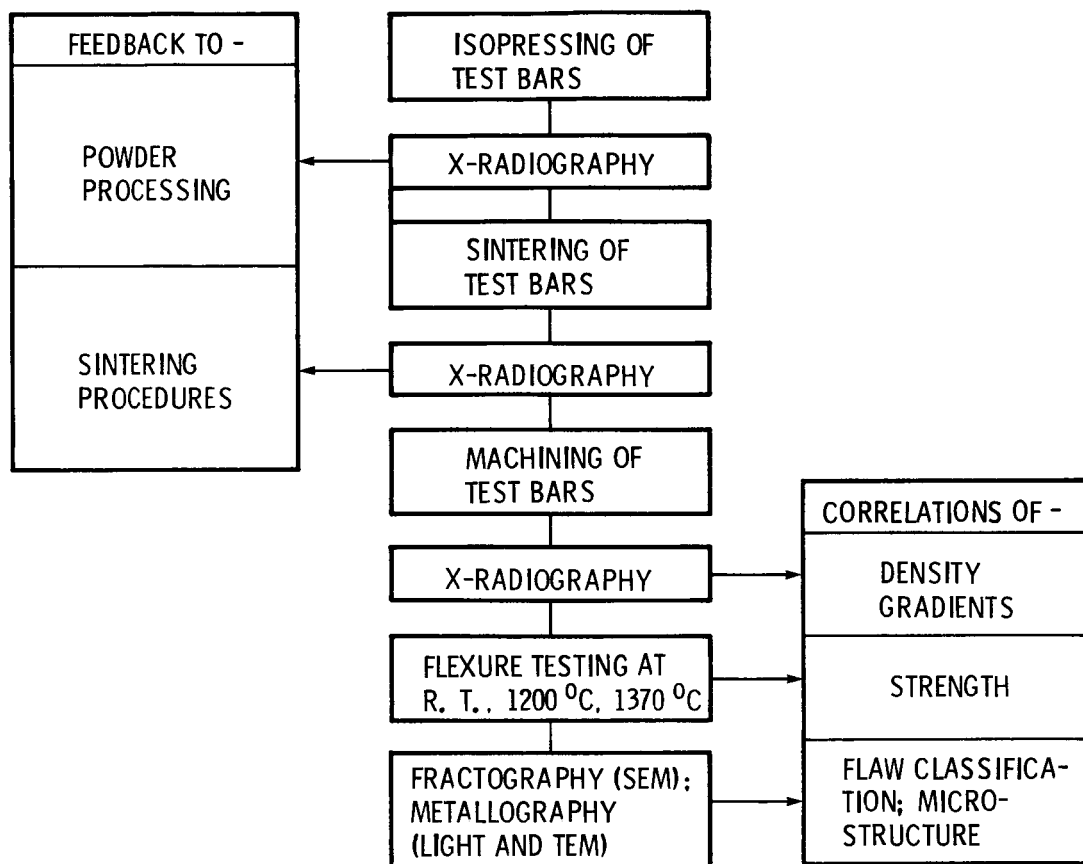 FEEDBACK TO -
POWDER
PROCESSING
SINTERING
PROCEDURES
ISOPRESSING OF
TEST BARS
X-RADIOGRAPHY
SINTERING OF
TEST BARS
X-RADIOGRAPHY
MACHINING OF
TEST BARS
X-RADIOGRAPHY
FLEXURE TESTING AT
R. T., 1200 °C, 1370 °C
FRACTOGRAPHY (SEM);
METALLOGRAPHY
(LIGHT AND TEM)
CORRELATIONS OF -
DENSITY
GRADIENTS
STRENGTH
FLAW CLASSIFICA-
TION; MICRO-
STRUCTURE